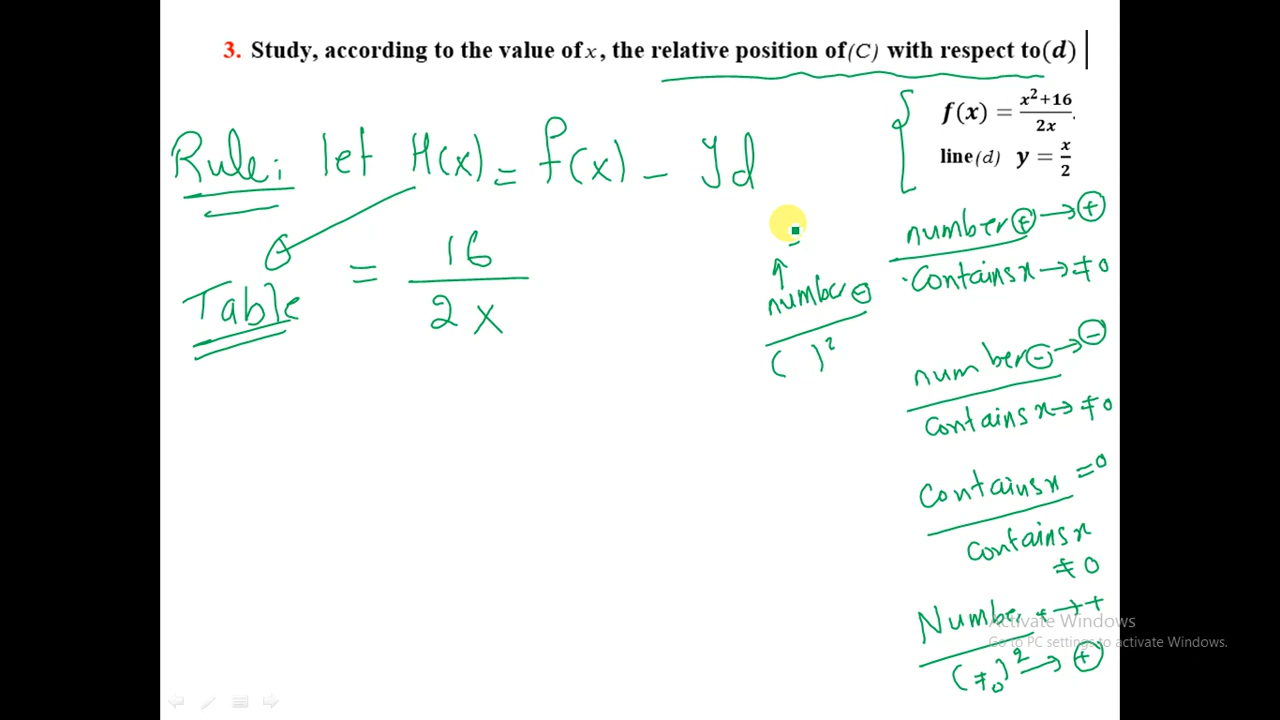 3. Study, according to the value of x, the relative position of (C) with respect to (d)
f(x) = x²+16 / 2x.
line (d) y = x/2
Rule: let H(x) = f(x) - yd
Table
= 16 / 2x
number ⊖
( )²
number ⊕ → ⊕
contains x → ≠ 0
number ⊖ → ⊖
contains x → ≠ 0
contains x = 0
contains x
≠ 0
Number + → +
(≠0)² → ⊕
Activate Windows
Go to PC settings to activate Windows.